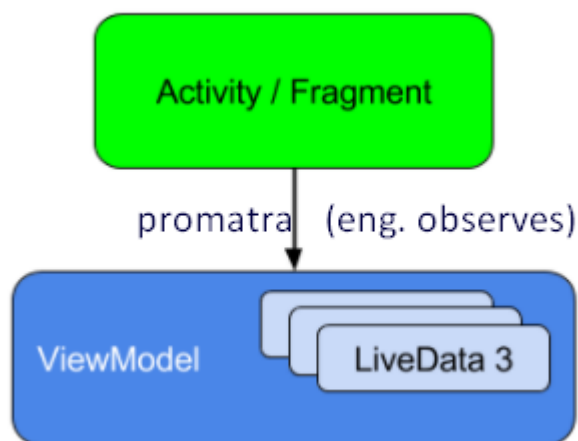 Activity / Fragment
promatra (eng. observes)
ViewModel
LiveData 3